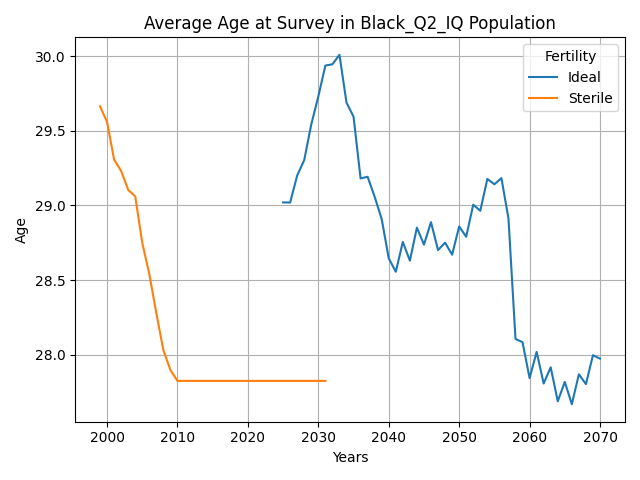 Average Age at Survey in Black_Q2_IQ Population
Fertility
Ideal
Sterile
30.0
29.5
29.0
28.5
28.0
Age
2000 2010 2020 2030 2040 2050 2060 2070
Years